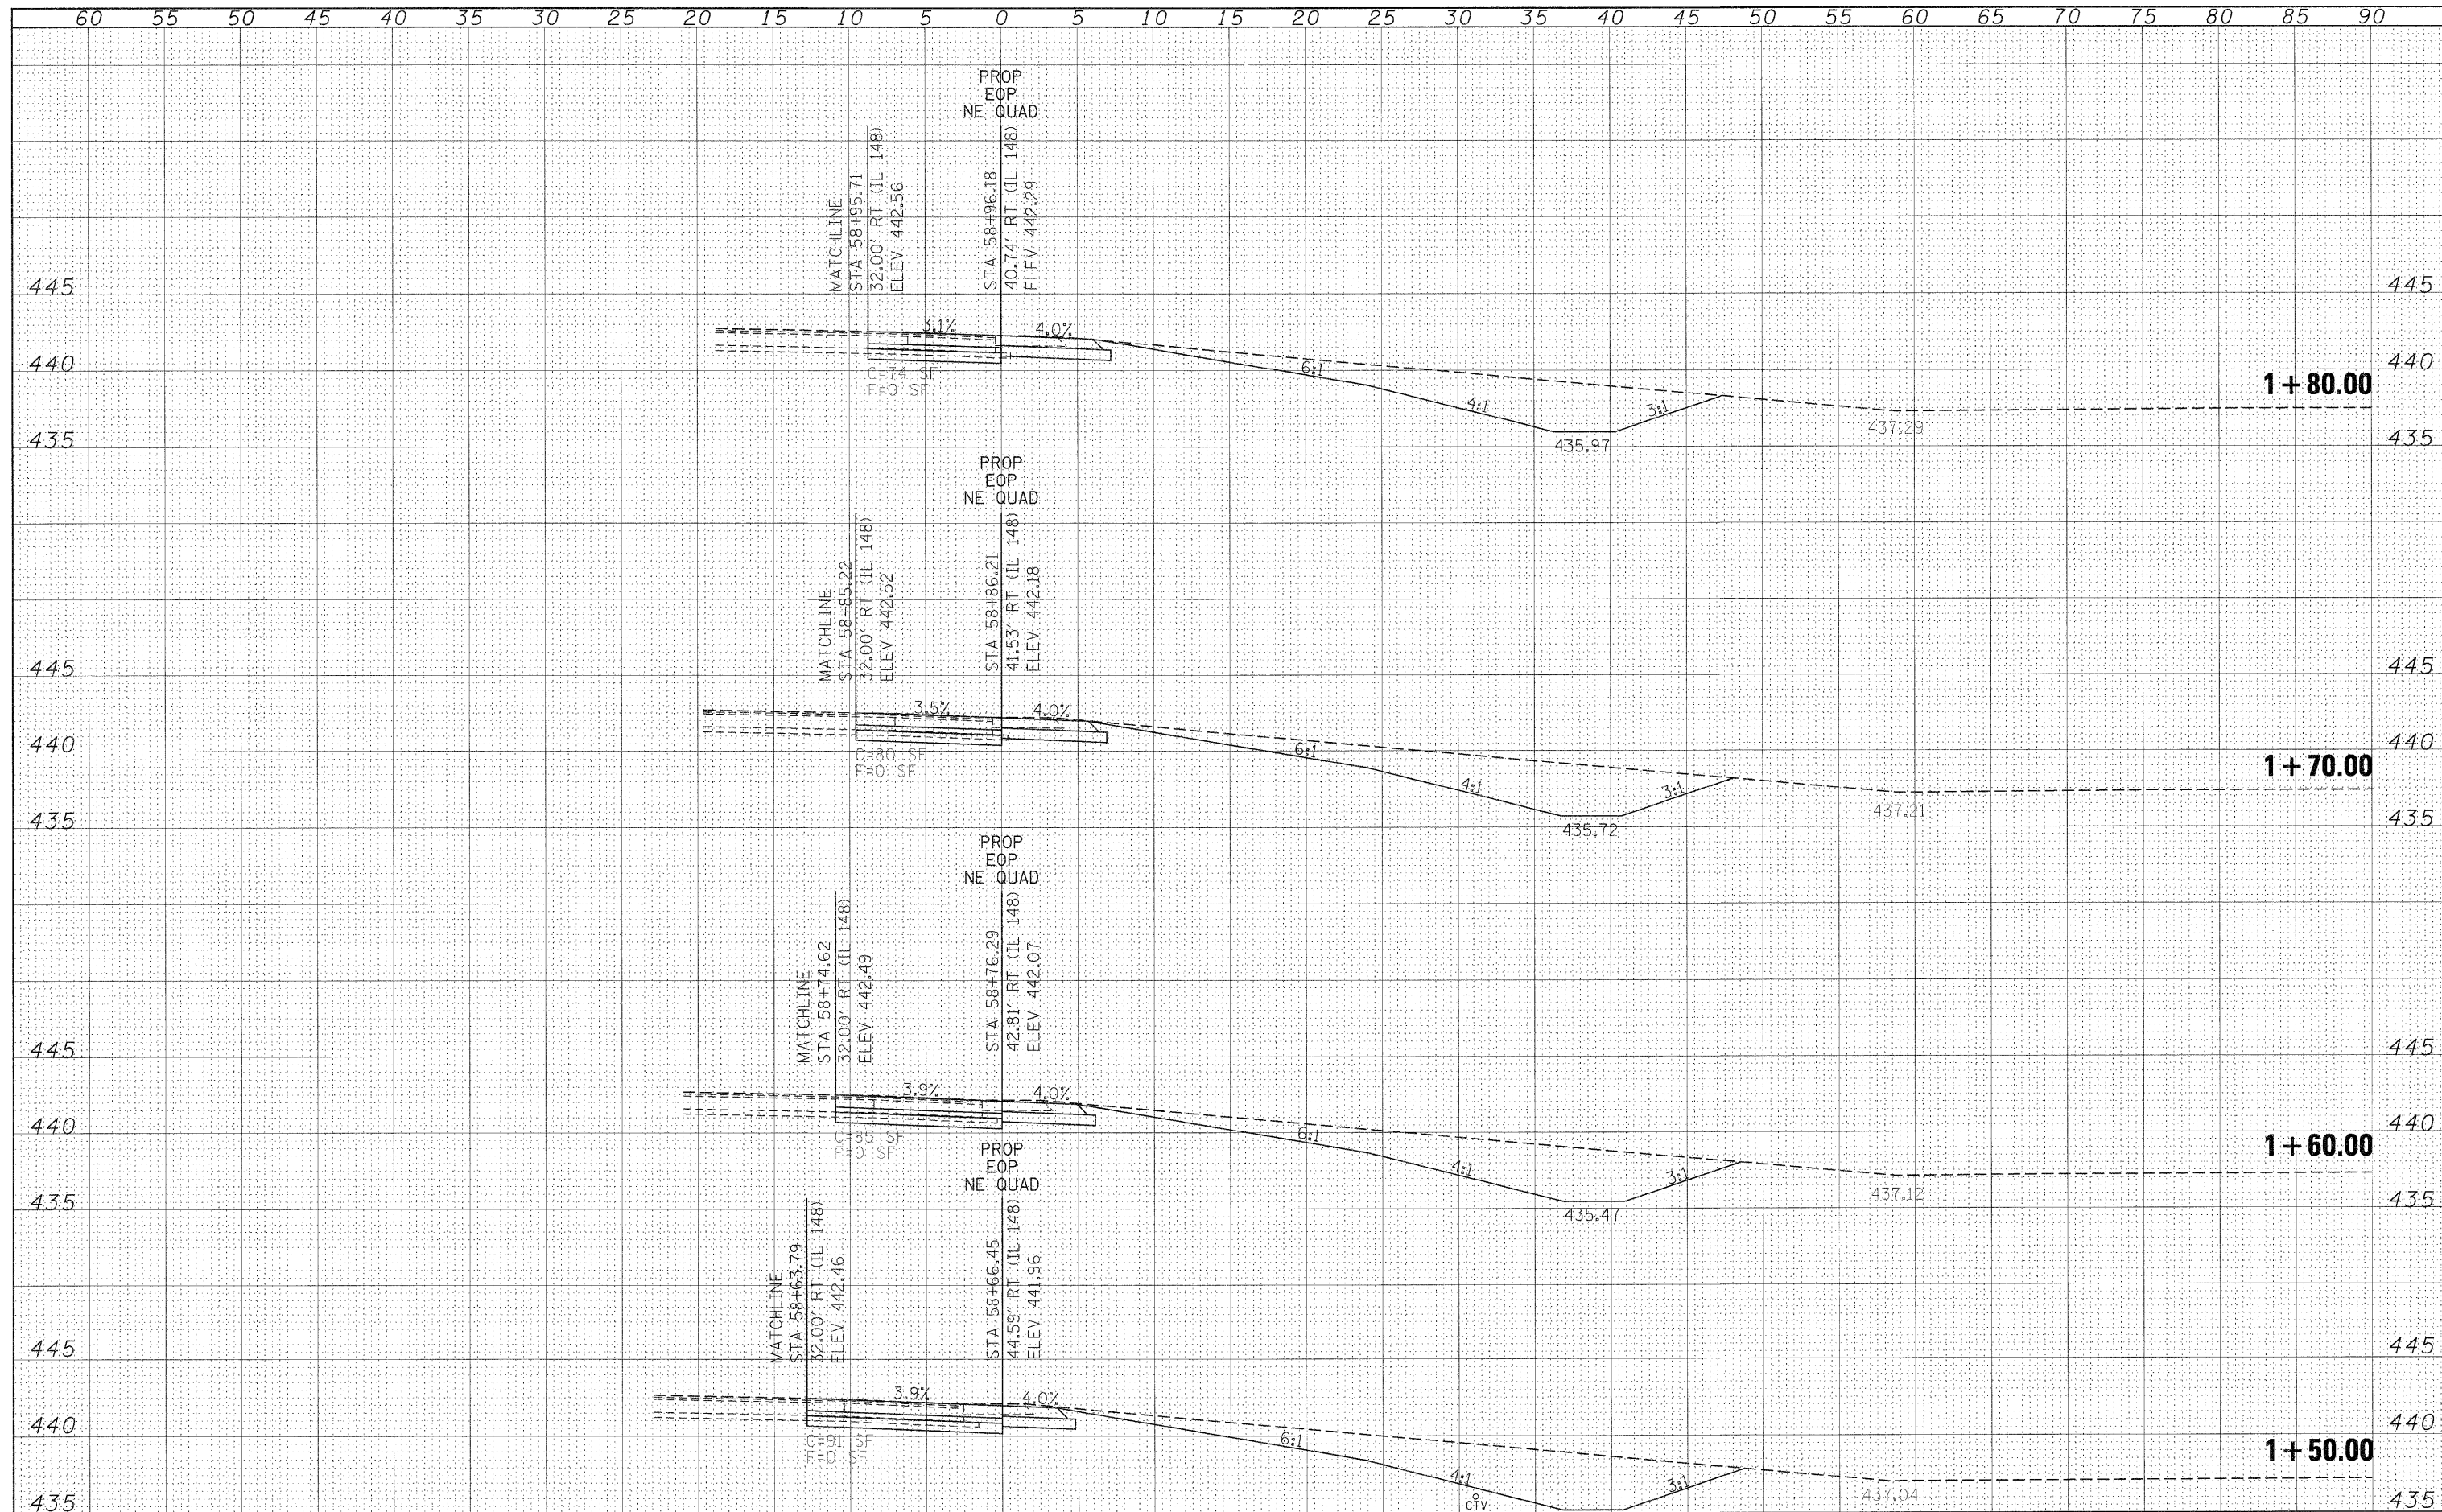 60 55 50 45 40 35 30 25 20 15 10 5 0 5 10 15 20 25 30 35 40 45 50 55 60 65 70 75 80 85 90
PROP
EOP
NE QUAD
MATCHLINE
STA 58+95.71
32.00' RT (IL 148)
ELEV 442.56
STA 58+96.18
40.74' RT (IL 148)
ELEV 442.29
445 445
3.1% 4.0%
440 440
6:1
C=74 SF
F=0 SF
1+80.00
4:1 3:1
437.29
435 435
435.97
PROP
EOP
NE QUAD
MATCHLINE
STA 58+85.22
32.00' RT (IL 148)
ELEV 442.52
STA 58+86.21
41.53' RT (IL 148)
ELEV 442.18
445 445
3.5% 4.0%
440 440
6:1
C=80 SF
F=0 SF
1+70.00
4:1 3:1
437.21
435 435
435.72
PROP
EOP
NE QUAD
MATCHLINE
STA 58+74.62
32.00' RT (IL 148)
ELEV 442.49
STA 58+76.29
42.81' RT (IL 148)
ELEV 442.07
445 445
3.9% 4.0%
440 440
6:1
C=85 SF
F=0 SF
1+60.00
4:1 3:1
437.12
435 435
435.47
PROP
EOP
NE QUAD
MATCHLINE
STA 58+63.79
32.00' RT (IL 148)
ELEV 442.46
STA 58+66.45
44.59' RT (IL 148)
ELEV 441.96
445 445
3.9% 4.0%
440 440
6:1
C=91 SF
F=0 SF
1+50.00
4:1 3:1
437.04
CTV
435 435